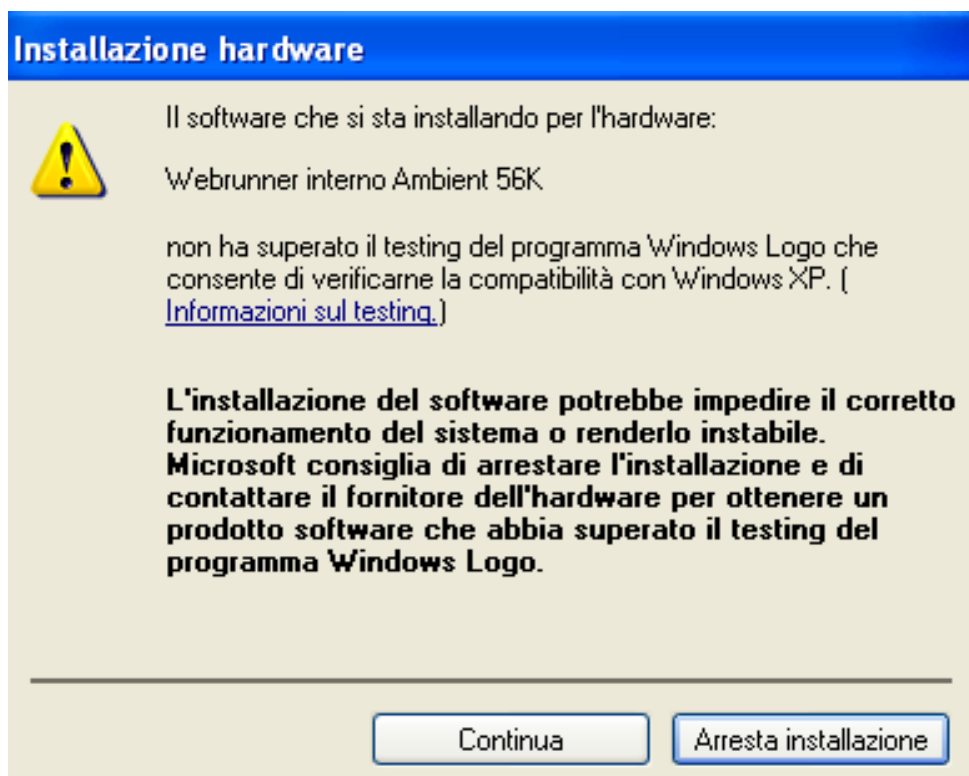 Installazione hardware
Il software che si sta installando per l'hardware:
Webrunner interno Ambient 56K
non ha superato il testing del programma Windows Logo che
consente di verificarne la compatibilità con Windows XP. (
Informazioni sul testing.)
L'installazione del software potrebbe impedire il corretto
funzionamento del sistema o renderlo instabile.
Microsoft consiglia di arrestare l'installazione e di
contattare il fornitore dell'hardware per ottenere un
prodotto software che abbia superato il testing del
programma Windows Logo.
Continua
Arresta installazione